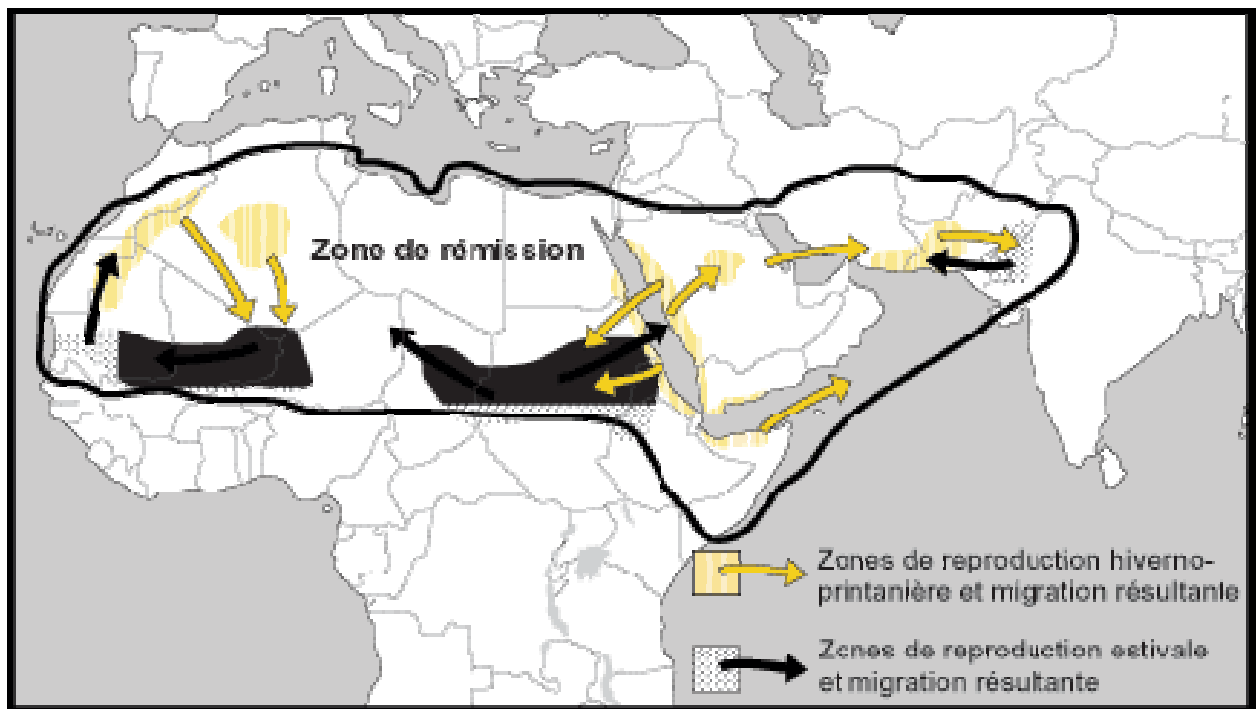 Zone de rémission
Zones de reproduction hiverno-
printanière et migration résultante
Zones de reproduction estivale
et migration résultante